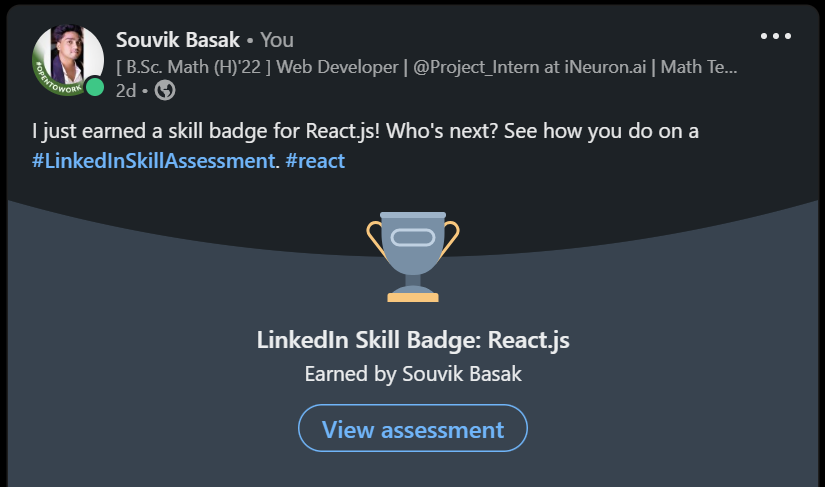 Souvik Basak • You
[ B.Sc. Math (H)'22 ] Web Developer | @Project_Intern at iNeuron.ai | Math Te...
2d •
#OPENTOWORK
I just earned a skill badge for React.js! Who's next? See how you do on a
#LinkedInSkillAssessment. #react
LinkedIn Skill Badge: React.js
Earned by Souvik Basak
View assessment